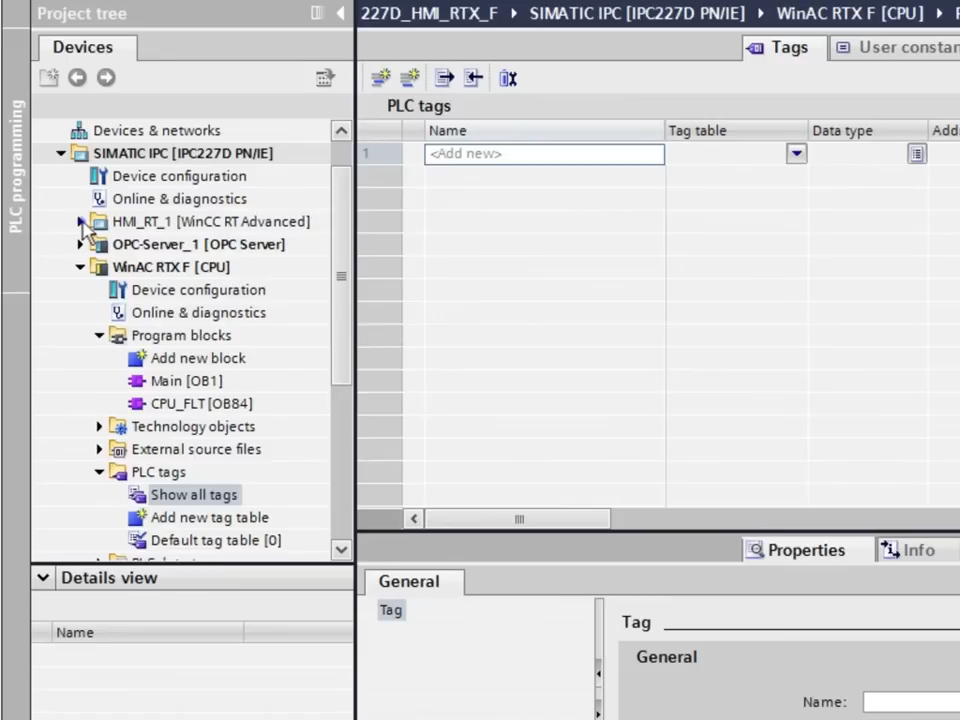 Project tree
227D_HMI_RTX_F
SIMATIC IPC [IPC227D PN/IE]
WinAC RTX F [CPU]
Devices
Tags
User constan
PLC programming
PLC tags
Name
Tag table
Data type
Add
1
<Add new>
Devices & networks
SIMATIC IPC [IPC227D PN/IE]
Device configuration
Online & diagnostics
HMI_RT_1 [WinCC RT Advanced]
OPC-Server_1 [OPC Server]
WinAC RTX F [CPU]
Device configuration
Online & diagnostics
Program blocks
Add new block
Main [OB1]
CPU_FLT [OB84]
Technology objects
External source files
PLC tags
Show all tags
Add new tag table
Default tag table [0]
Details view
Name
Properties
Info
General
Tag
Tag
General
Name: